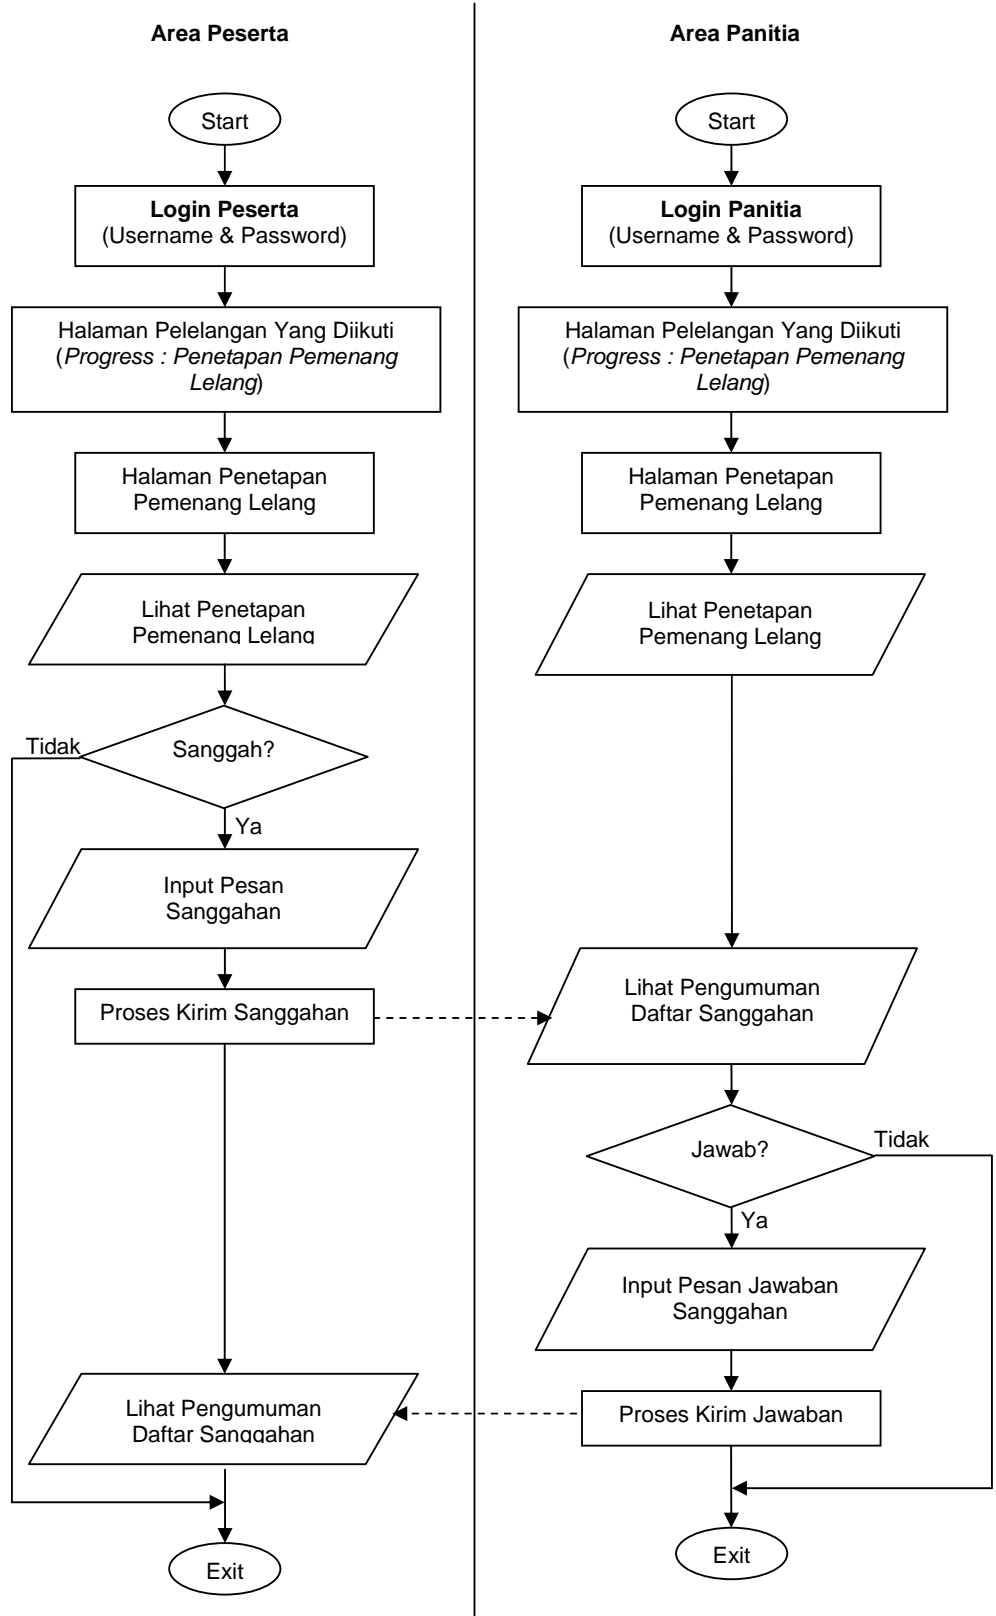 Area Peserta
Start
Login Peserta
(Username & Password)
Halaman Pelelangan Yang Diikuti
(Progress : Penetapan Pemenang
Lelang)
Halaman Penetapan
Pemenang Lelang
Lihat Penetapan
Pemenang Lelang
Sanggah?
Tidak
Ya
Input Pesan
Sanggahan
Proses Kirim Sanggahan
Lihat Pengumuman
Daftar Sanggahan
Exit
Area Panitia
Start
Login Panitia
(Username & Password)
Halaman Pelelangan Yang Diikuti
(Progress : Penetapan Pemenang
Lelang)
Halaman Penetapan
Pemenang Lelang
Lihat Penetapan
Pemenang Lelang
Lihat Pengumuman
Daftar Sanggahan
Jawab?
Tidak
Ya
Input Pesan Jawaban
Sanggahan
Proses Kirim Jawaban
Exit